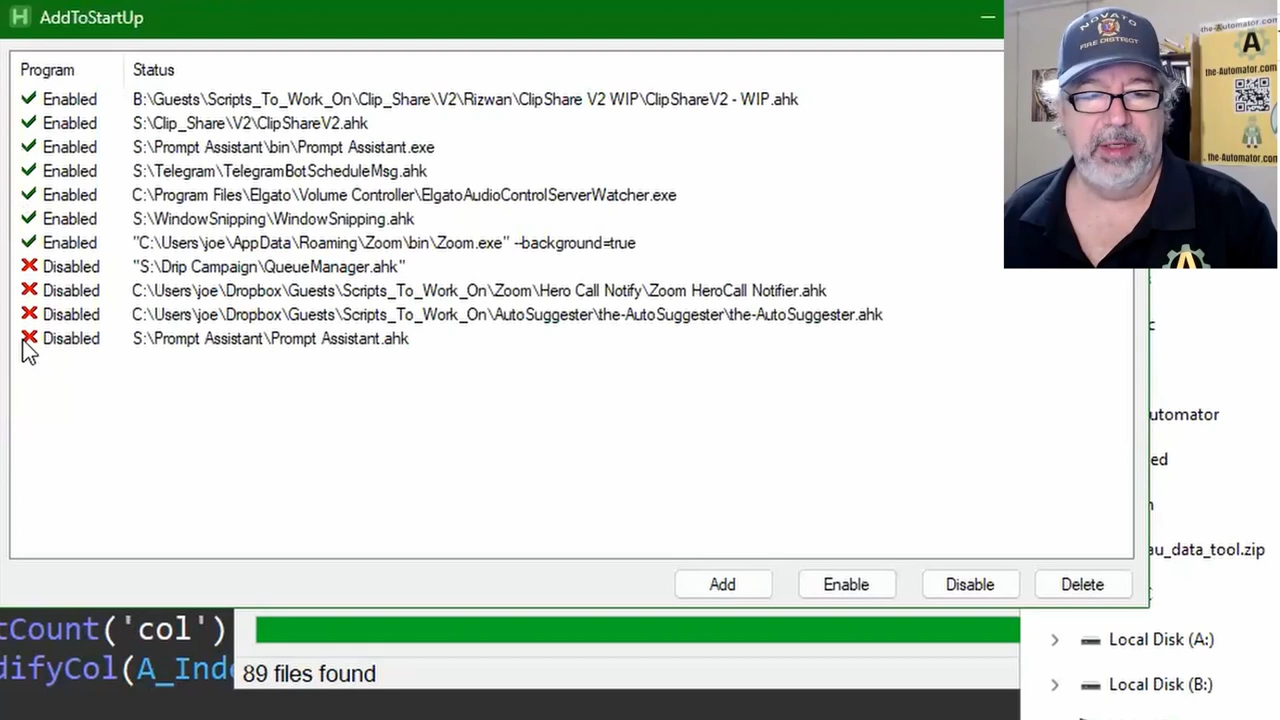 AddToStartUp
Program Status
Enabled B:\Guests\Scripts_To_Work_On\Clip_Share\V2\Rizwan\ClipShare V2 WIP\ClipShareV2 - WIP.ahk
Enabled S:\Clip_Share\V2\ClipShareV2.ahk
Enabled S:\Prompt Assistant\bin\Prompt Assistant.exe
Enabled S:\Telegram\TelegramBotScheduleMsg.ahk
Enabled C:\Program Files\Elgato\Volume Controller\ElgatoAudioControlServerWatcher.exe
Enabled S:\WindowSnipping\WindowSnipping.ahk
Enabled "C:\Users\joe\AppData\Roaming\Zoom\bin\Zoom.exe" --background=true
Disabled "S:\Drip Campaign\QueueManager.ahk"
Disabled C:\Users\joe\Dropbox\Guests\Scripts_To_Work_On\Zoom\Hero Call Notify\Zoom HeroCall Notifier.ahk
Disabled C:\Users\joe\Dropbox\Guests\Scripts_To_Work_On\AutoSuggester\the-AutoSuggester\the-AutoSuggester.ahk
Disabled S:\Prompt Assistant\Prompt Assistant.ahk
Add Enable Disable Delete
NOVATO
FIRE DISTRICT
the-Automator.com
A
the-Automator.com
the-Automator.com
A
utomator
ed
au_data_tool.zip
Local Disk (A:)
Local Disk (B:)
tCount('col')
difyCol(A_Inde
89 files found